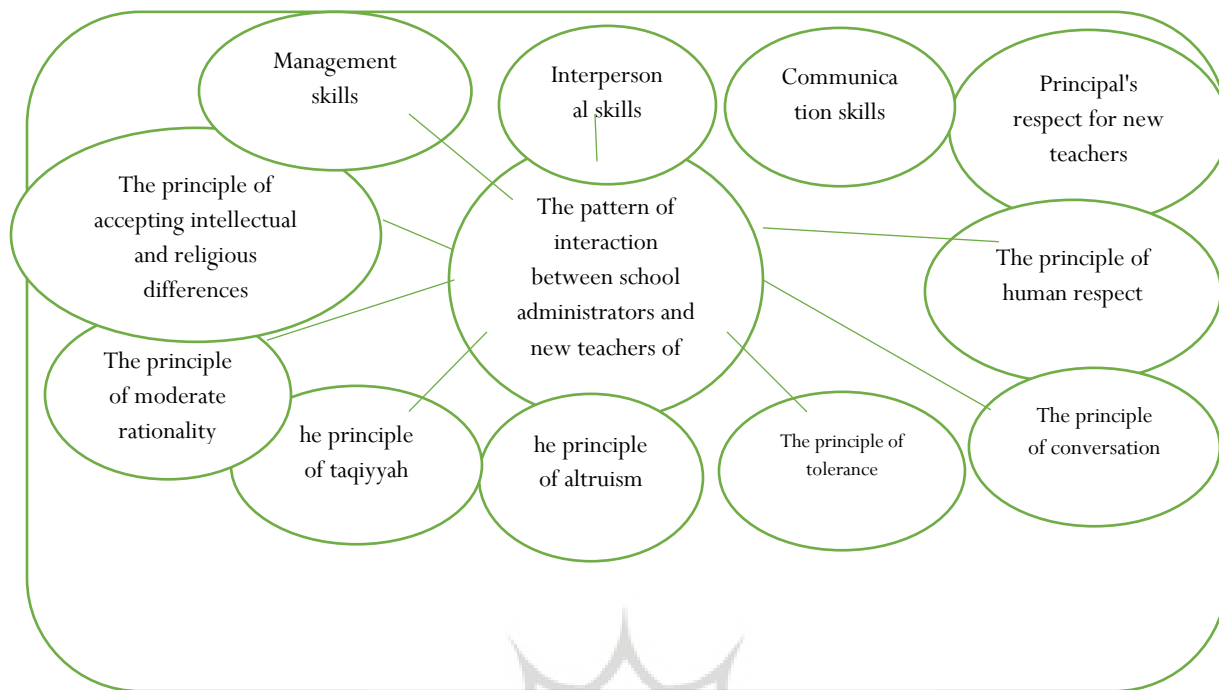 Management
skills
Interperson
al skills
Communica
tion skills
Principal's
respect for new
teachers
The principle of
accepting intellectual
and religious
differences
The pattern of
interaction
between school
administrators and
new teachers of
The principle of
human respect
The principle
of moderate
rationality
he principle
of taqiyyah
he principle
of altruism
The principle of
tolerance
The principle
of conversation